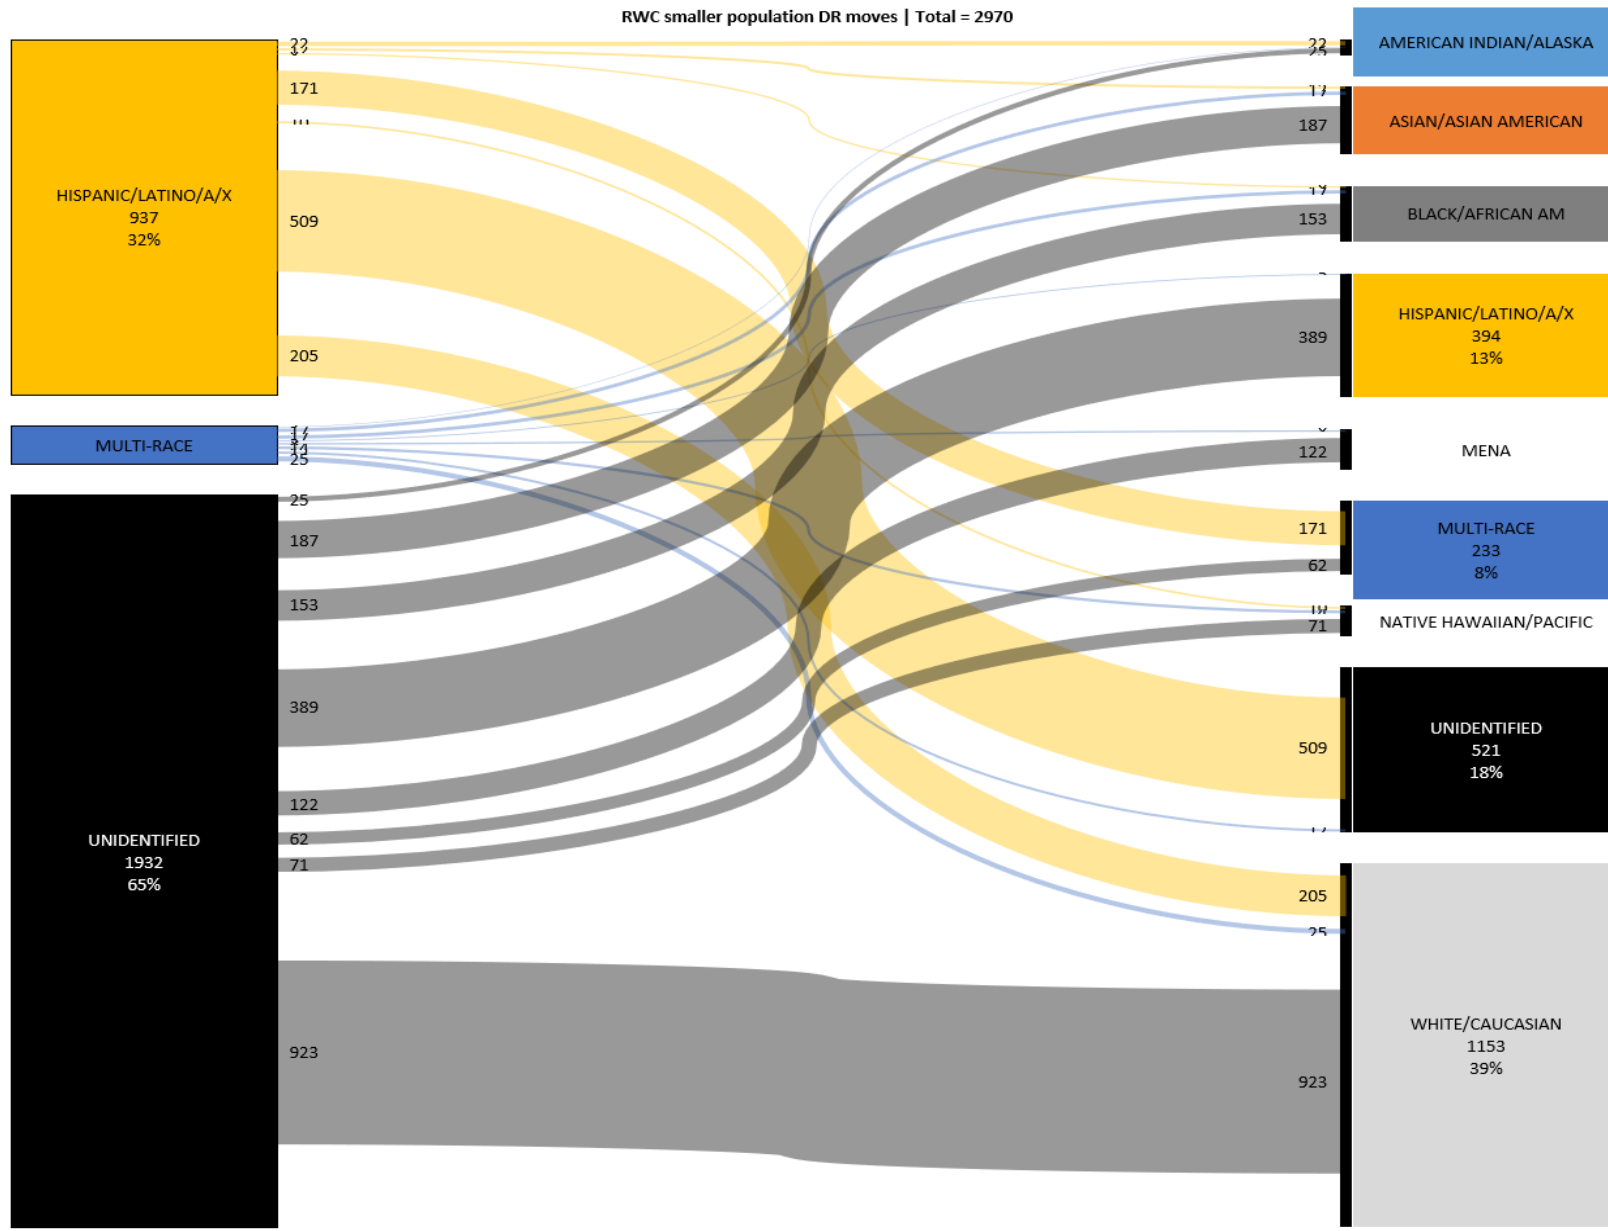 RWC smaller population DR moves | Total = 2970
HISPANIC/LATINO/A/X
937
32%
MULTI-RACE
UNIDENTIFIED
1932
65%
22
171
509
205
25
25
187
153
389
122
62
71
923
22
25
187
153
389
122
171
62
71
509
205
25
923
AMERICAN INDIAN/ALASKA
ASIAN/ASIAN AMERICAN
BLACK/AFRICAN AM
HISPANIC/LATINO/A/X
394
13%
MENA
MULTI-RACE
233
8%
NATIVE HAWAIIAN/PACIFIC
UNIDENTIFIED
521
18%
WHITE/CAUCASIAN
1153
39%